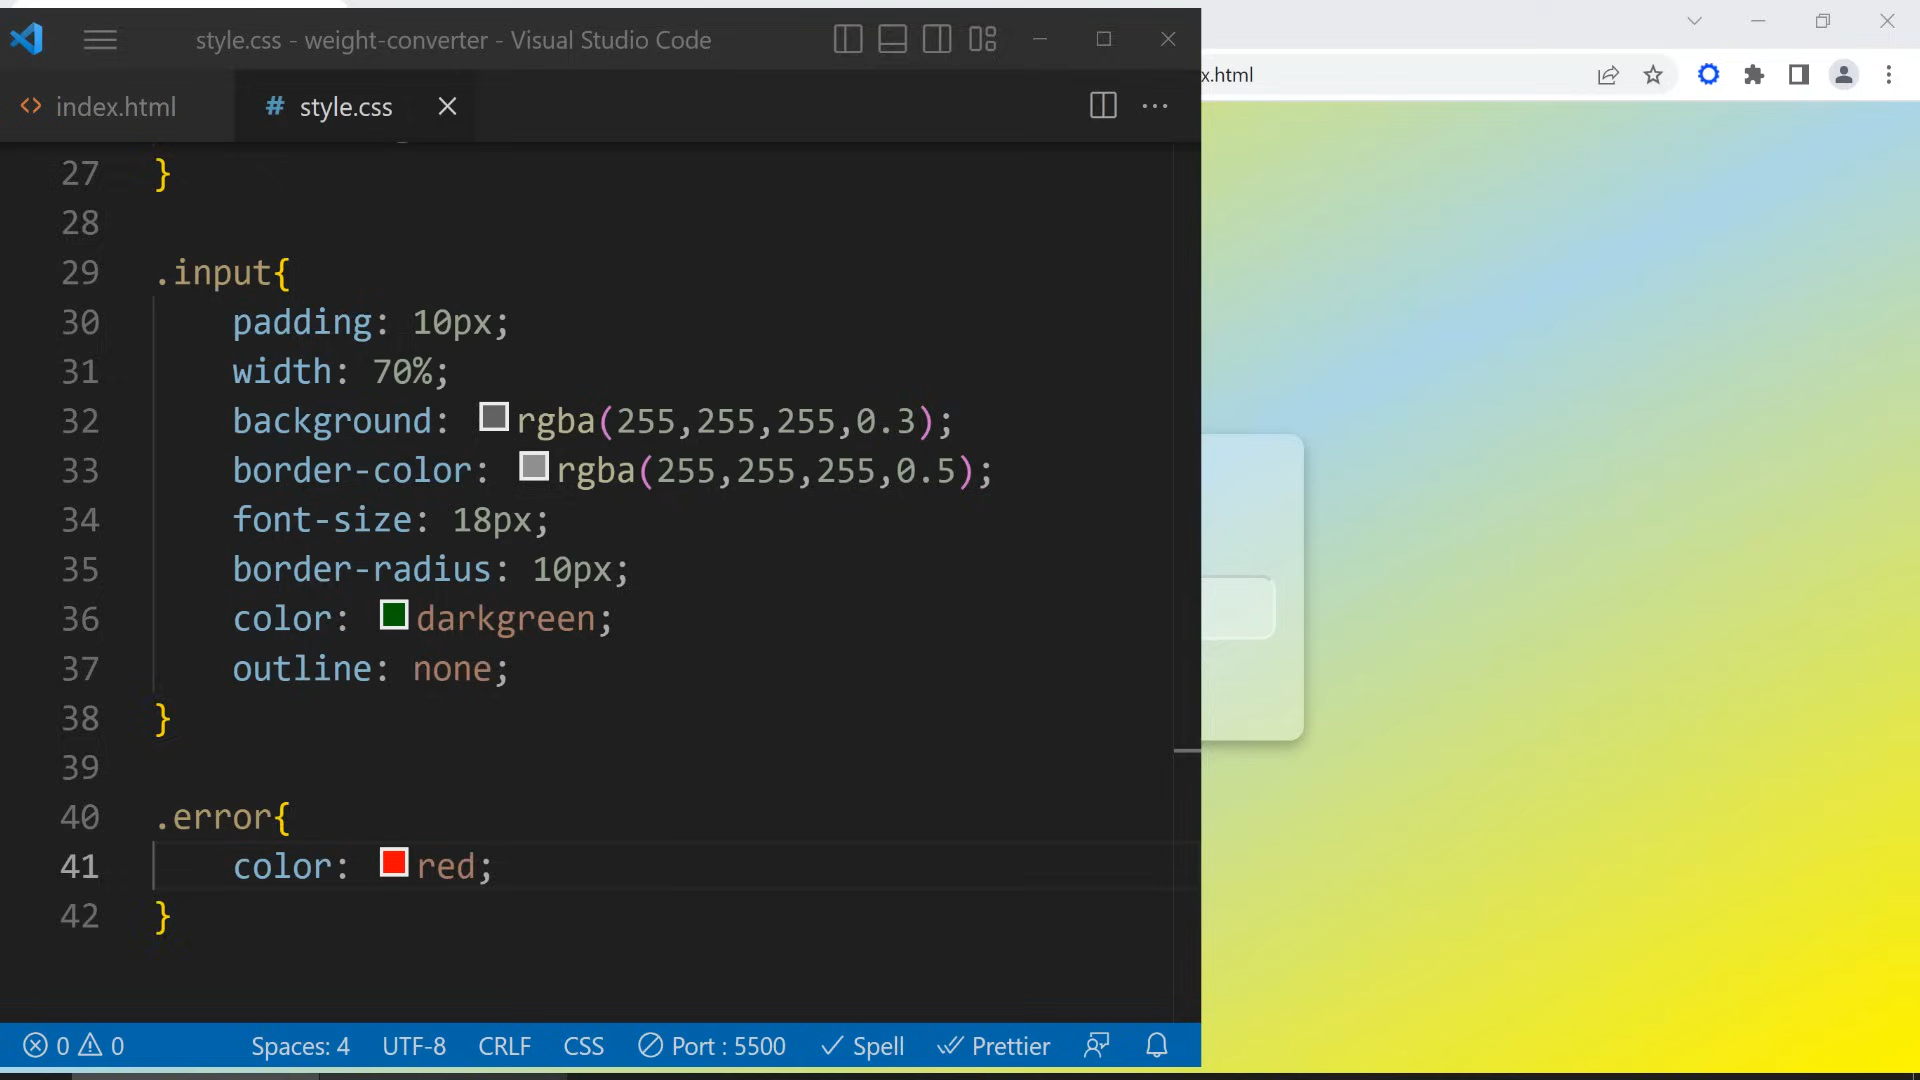 style.css - weight-converter - Visual Studio Code
x.html
<> index.html
# style.css
27 }
28
29 .input{
30 padding: 10px;
31 width: 70%;
32 background: rgba(255,255,255,0.3);
33 border-color: rgba(255,255,255,0.5);
34 font-size: 18px;
35 border-radius: 10px;
36 color: darkgreen;
37 outline: none;
38 }
39
40 .error{
41 color: red;
42 }
0 0 Spaces: 4 UTF-8 CRLF CSS Port : 5500 Spell Prettier